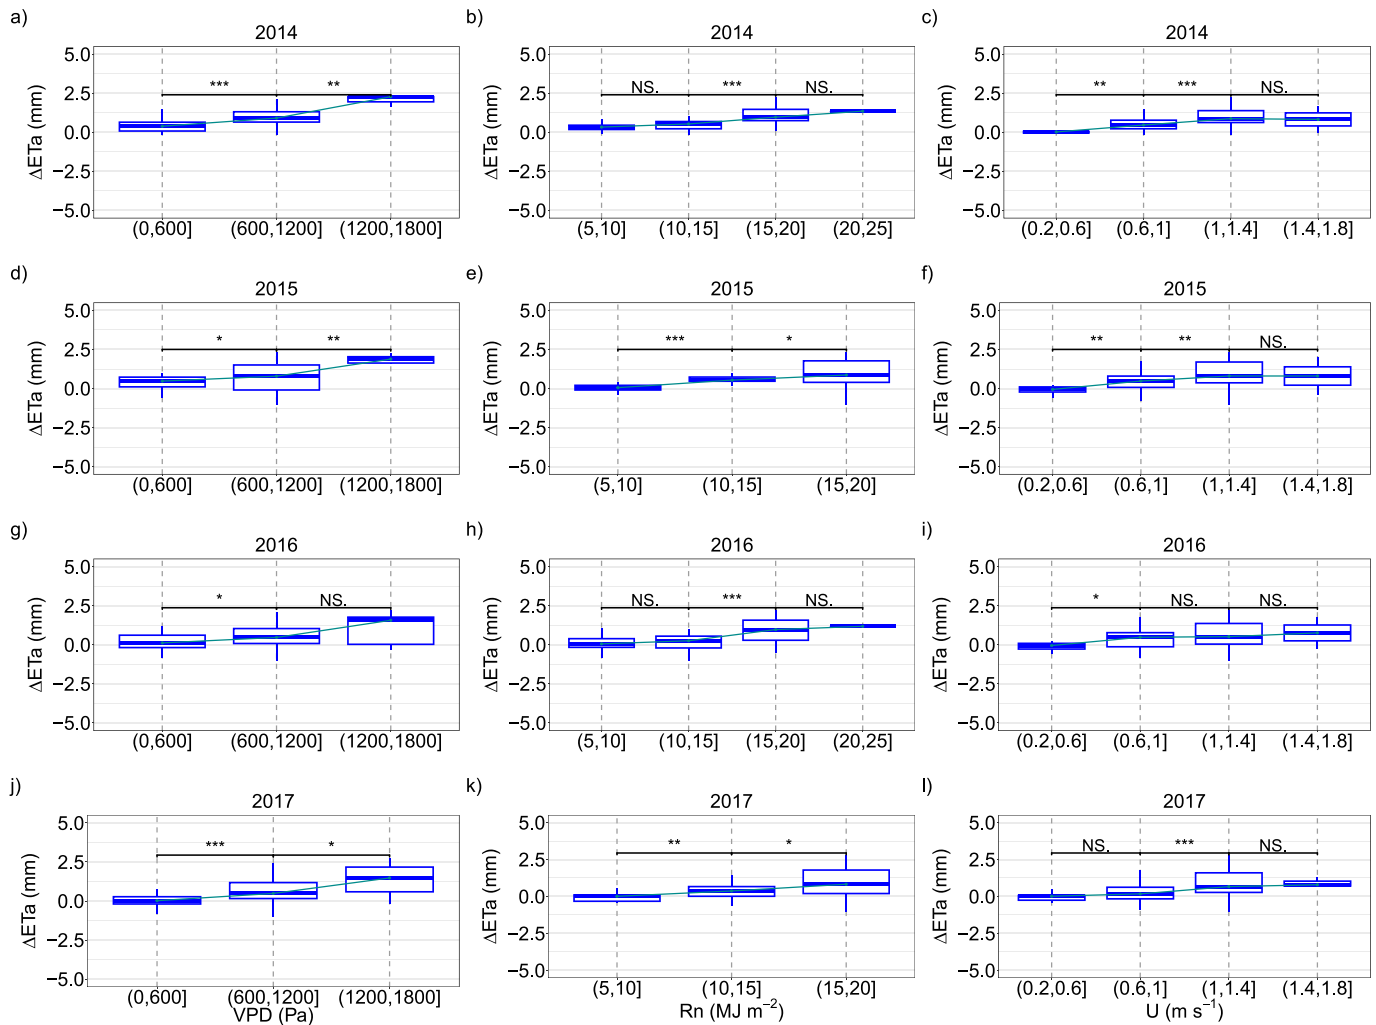 a) b) c)
2014 2014 2014
5.0 5.0 5.0
*** ** NS. *** NS. ** *** NS.
2.5 2.5 2.5
0.0 0.0 0.0
−2.5 −2.5 −2.5
−5.0 −5.0 −5.0
ΔETa (mm) ΔETa (mm) ΔETa (mm)
(0,600] (600,1200] (1200,1800] (5,10] (10,15] (15,20] (20,25] (0.2,0.6] (0.6,1] (1,1.4] (1.4,1.8]
d) e) f)
2015 2015 2015
5.0 5.0 5.0
* ** *** * ** ** NS.
2.5 2.5 2.5
0.0 0.0 0.0
−2.5 −2.5 −2.5
−5.0 −5.0 −5.0
ΔETa (mm) ΔETa (mm) ΔETa (mm)
(0,600] (600,1200] (1200,1800] (5,10] (10,15] (15,20] (0.2,0.6] (0.6,1] (1,1.4] (1.4,1.8]
g) h) i)
2016 2016 2016
5.0 5.0 5.0
* NS. NS. *** NS. * NS. NS.
2.5 2.5 2.5
0.0 0.0 0.0
−2.5 −2.5 −2.5
−5.0 −5.0 −5.0
ΔETa (mm) ΔETa (mm) ΔETa (mm)
(0,600] (600,1200] (1200,1800] (5,10] (10,15] (15,20] (20,25] (0.2,0.6] (0.6,1] (1,1.4] (1.4,1.8]
j) k) l)
2017 2017 2017
5.0 5.0 5.0
*** * ** * NS. *** NS.
2.5 2.5 2.5
0.0 0.0 0.0
−2.5 −2.5 −2.5
−5.0 −5.0 −5.0
ΔETa (mm) ΔETa (mm) ΔETa (mm)
(0,600] (600,1200] (1200,1800] (5,10] (10,15] (15,20] (0.2,0.6] (0.6,1] (1,1.4] (1.4,1.8]
VPD (Pa) Rn (MJ m⁻²) U (m s⁻¹)